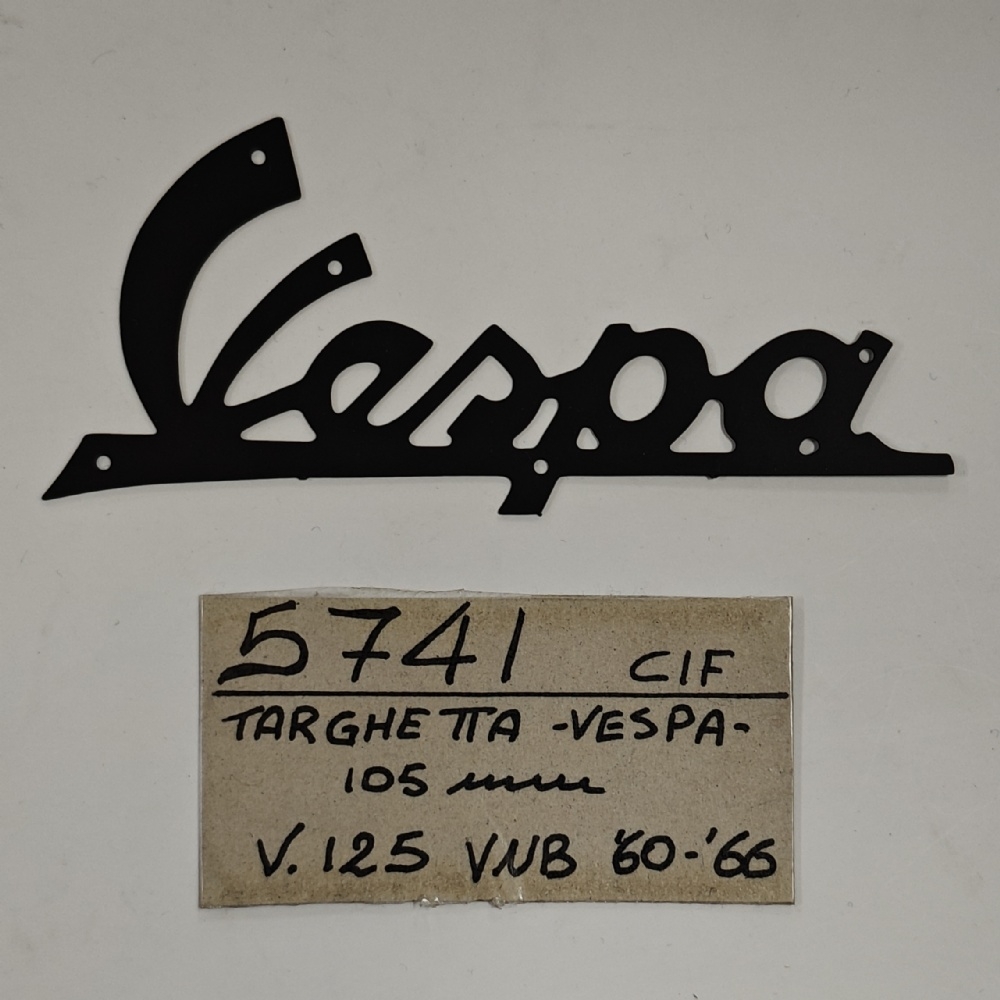 Vespa
5741 CIF
TARGHETTA -VESPA-
105 mm
V. 125 VNB '60-'66